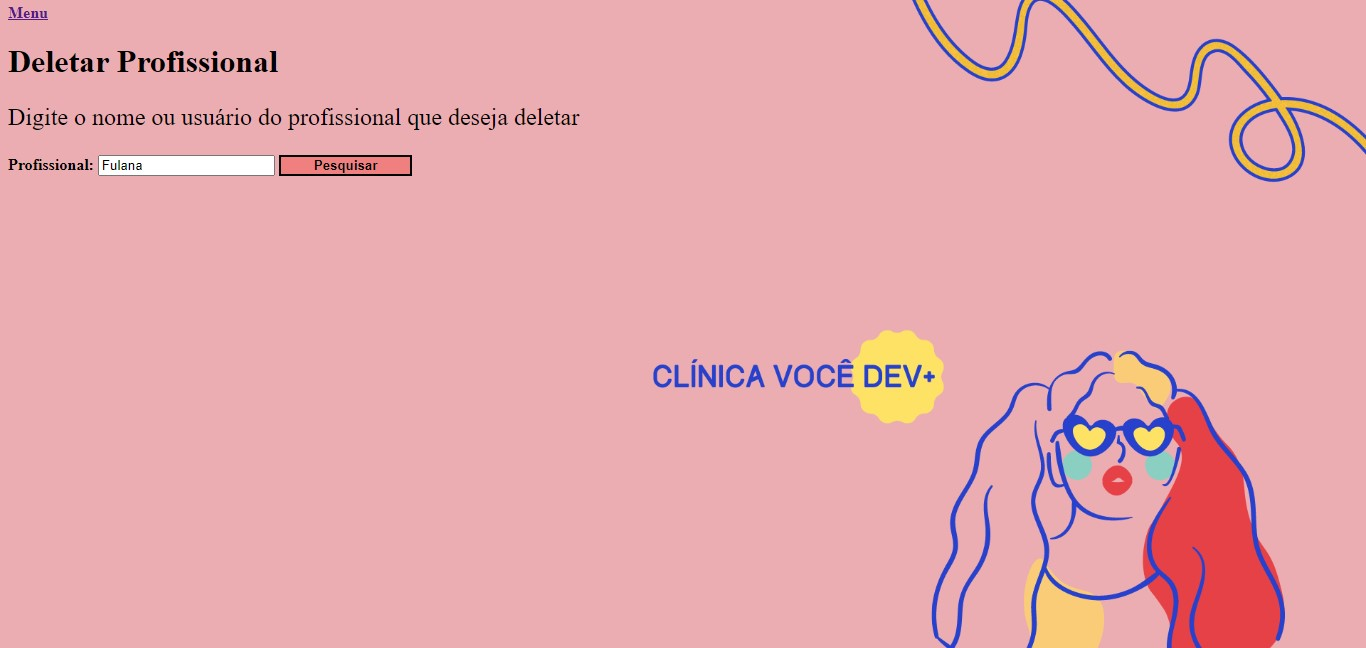 Menu
Deletar Profissional
Digite o nome ou usuário do profissional que deseja deletar
Profissional: Fulana Pesquisar
CLÍNICA VOCÊ DEV+